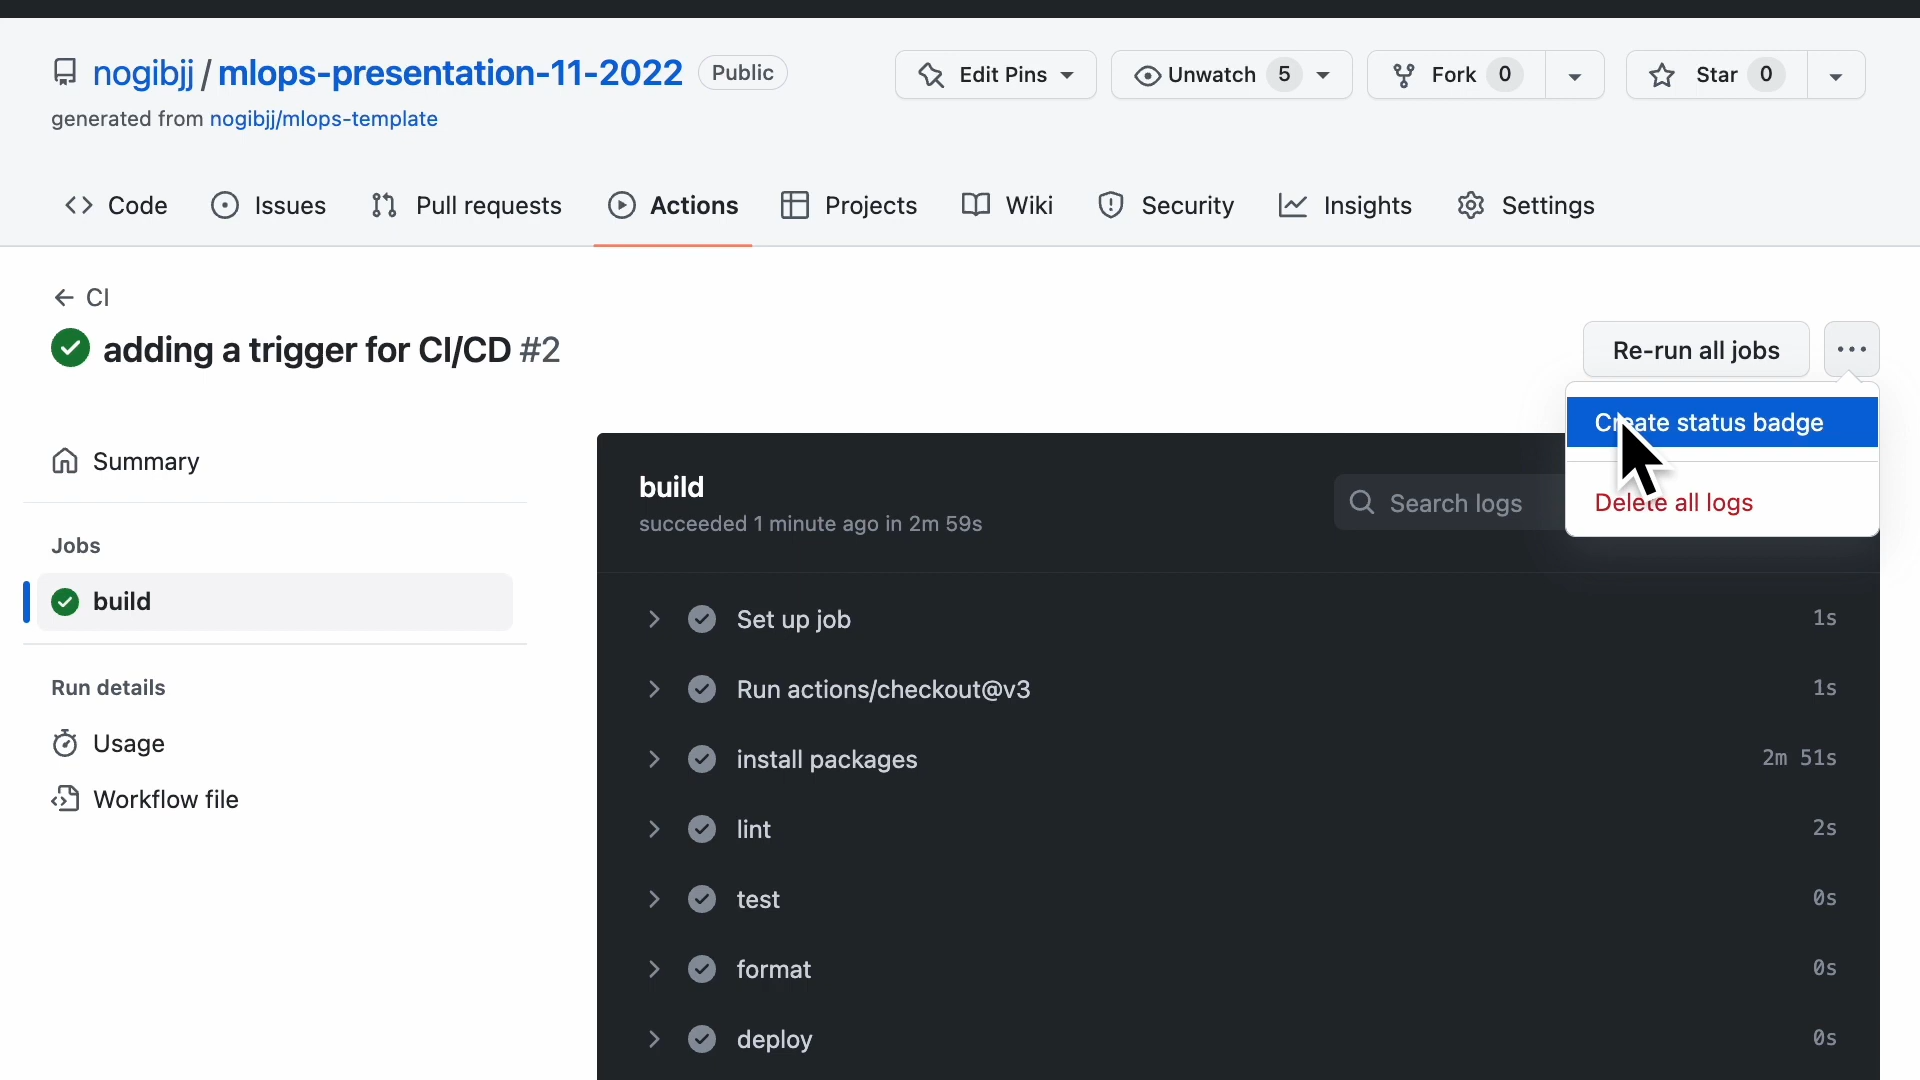 nogibjj / mlops-presentation-11-2022 Public
Edit Pins
Unwatch 5
Fork 0
Star 0
generated from nogibjj/mlops-template
Code
Issues
Pull requests
Actions
Projects
Wiki
Security
Insights
Settings
← CI
adding a trigger for CI/CD #2
Re-run all jobs
...
Create status badge
Delete all logs
Summary
Jobs
build
Run details
Usage
Workflow file
build
succeeded 1 minute ago in 2m 59s
Search logs
Set up job 1s
Run actions/checkout@v3 1s
install packages 2m 51s
lint 2s
test 0s
format 0s
deploy 0s